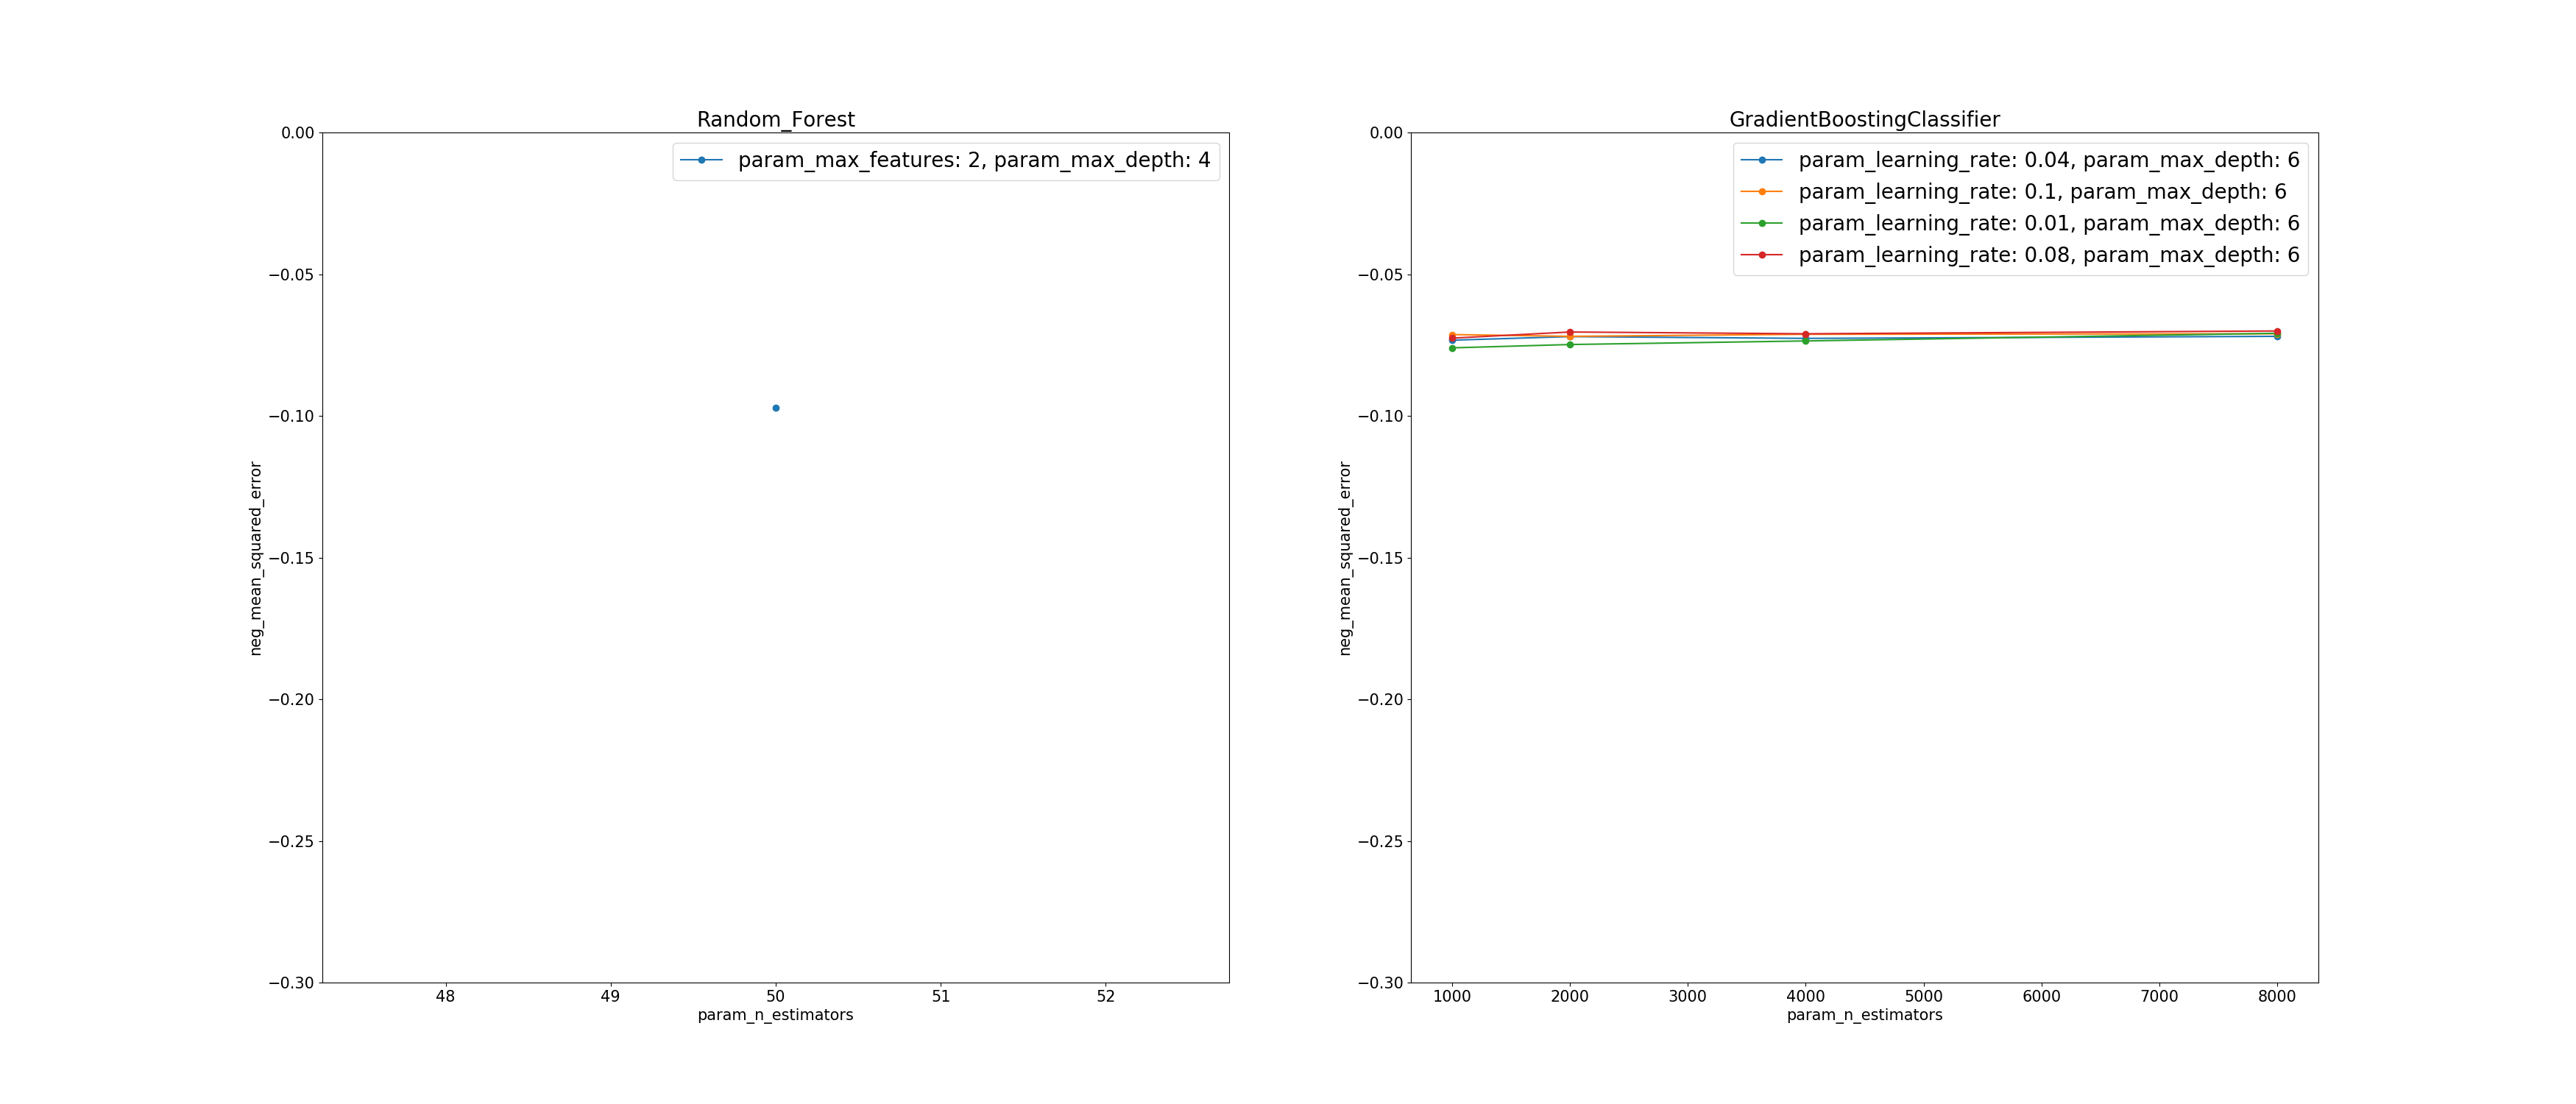 Random_Forest
param_max_features: 2, param_max_depth: 4
0.00
−0.05
−0.10
−0.15
−0.20
−0.25
−0.30
neg_mean_squared_error
48 49 50 51 52
param_n_estimators
GradientBoostingClassifier
param_learning_rate: 0.04, param_max_depth: 6
param_learning_rate: 0.1, param_max_depth: 6
param_learning_rate: 0.01, param_max_depth: 6
param_learning_rate: 0.08, param_max_depth: 6
0.00
−0.05
−0.10
−0.15
−0.20
−0.25
−0.30
neg_mean_squared_error
1000 2000 3000 4000 5000 6000 7000 8000
param_n_estimators